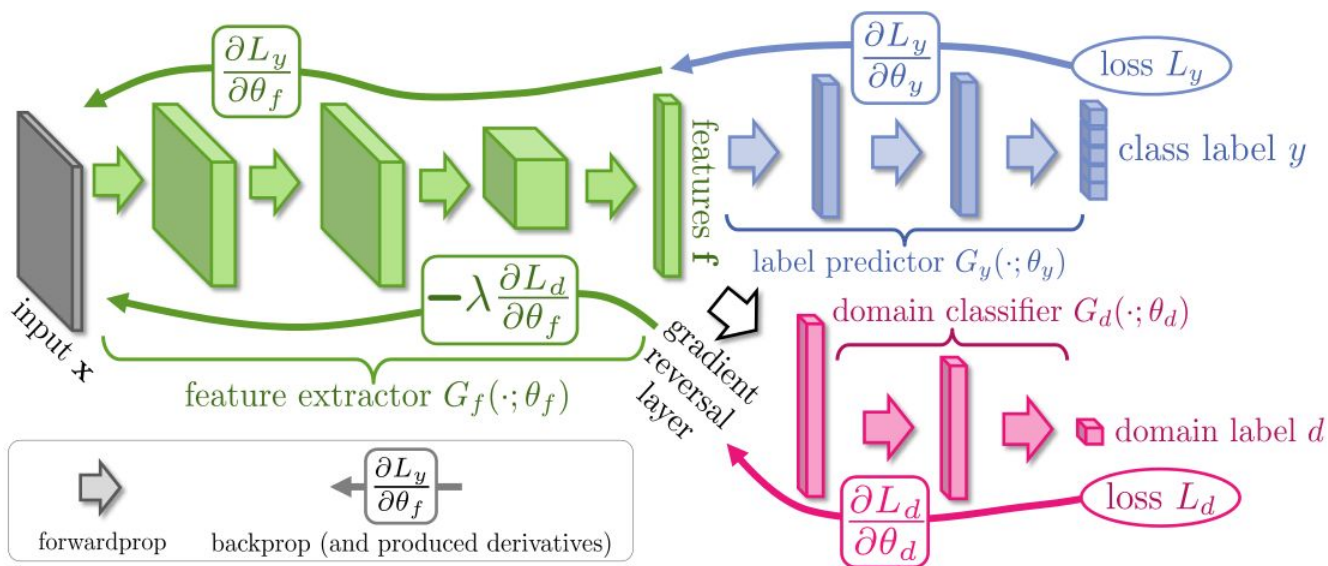 ∂L_y/∂θ_f
∂L_y/∂θ_y
loss L_y
features f
class label y
label predictor G_y(·; θ_y)
input x
−λ ∂L_d/∂θ_f
feature extractor G_f(·; θ_f)
gradient
reversal
layer
domain classifier G_d(·; θ_d)
domain label d
∂L_d/∂θ_d
loss L_d
∂L_y/∂θ_f
forwardprop
backprop (and produced derivatives)